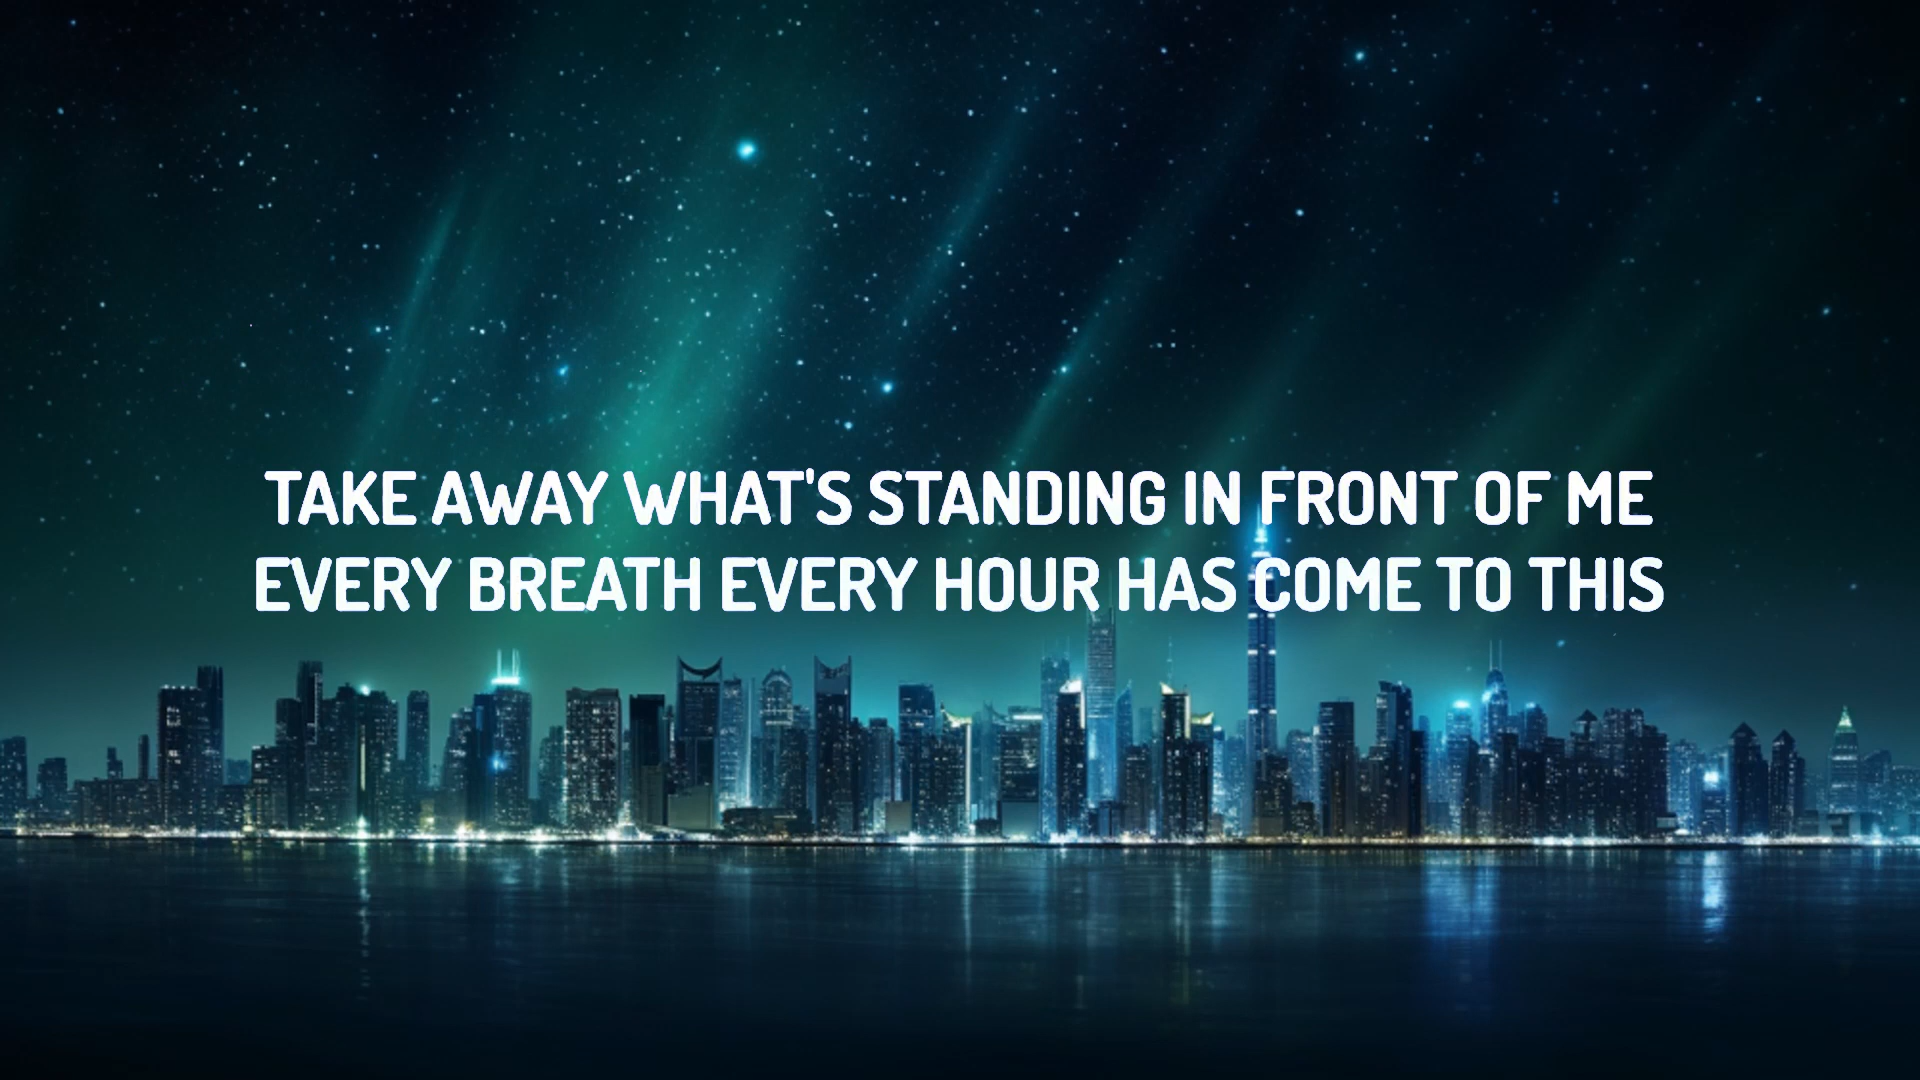 TAKE AWAY WHAT'S STANDING IN FRONT OF ME
EVERY BREATH EVERY HOUR HAS COME TO THIS